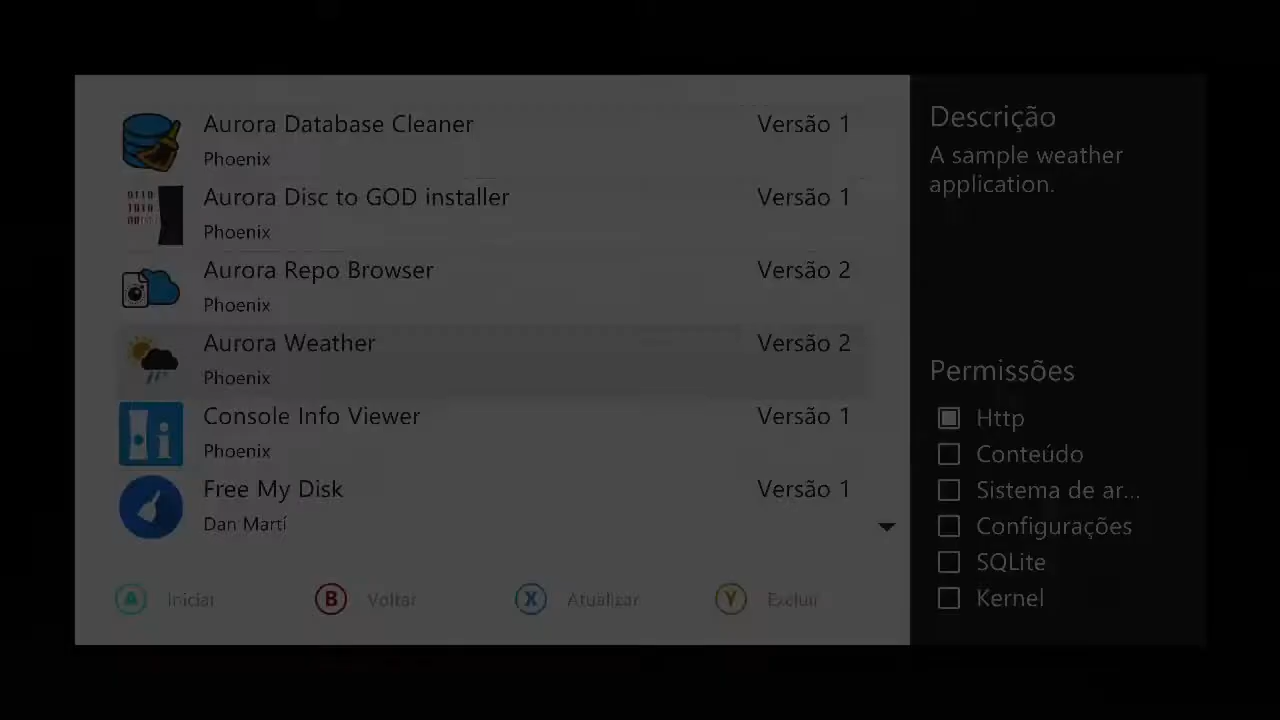 Aurora Database Cleaner
Versão 1
Phoenix
Aurora Disc to GOD installer
Versão 1
Phoenix
Aurora Repo Browser
Versão 2
Phoenix
Aurora Weather
Versão 2
Phoenix
Console Info Viewer
Versão 1
Phoenix
Free My Disk
Versão 1
Dan Martí
A Iniciar
B Voltar
X Atualizar
Y Excluir
Descrição
A sample weather
application.
Permissões
Http
Conteúdo
Sistema de ar...
Configurações
SQLite
Kernel